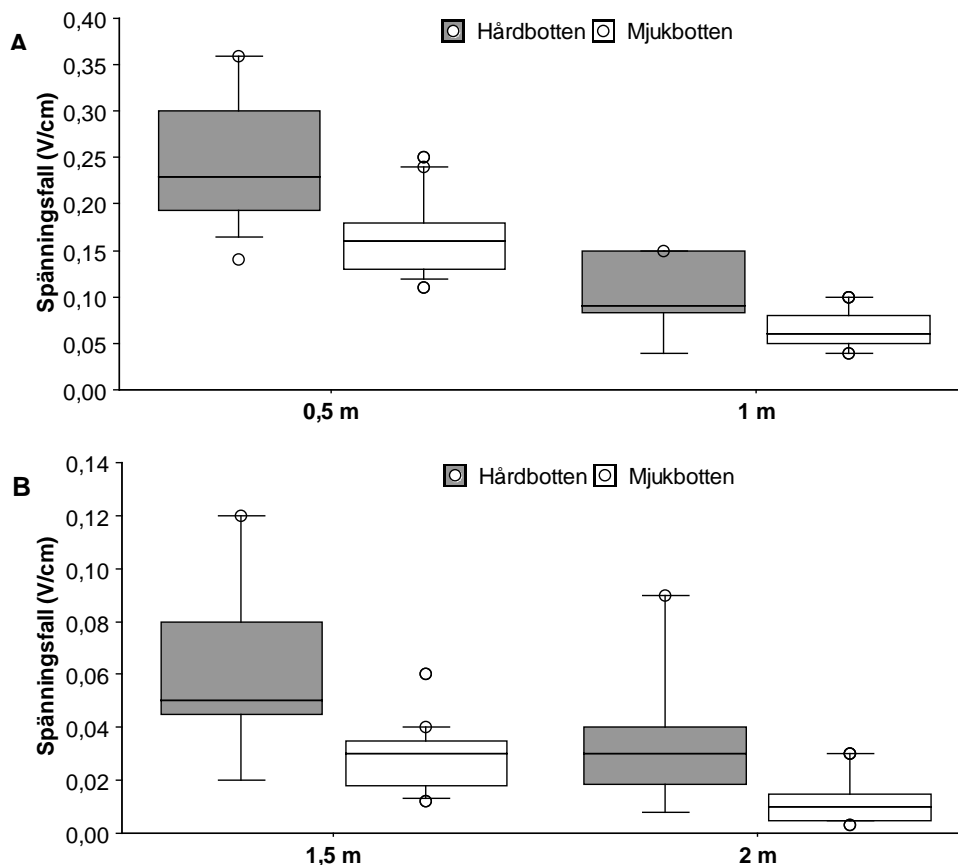 A
Hårdbotten Mjukbotten
Spänningsfall (V/cm)
0,40
0,35
0,30
0,25
0,20
0,15
0,10
0,05
0,00
0,5 m 1 m
B
Hårdbotten Mjukbotten
Spänningsfall (V/cm)
0,14
0,12
0,10
0,08
0,06
0,04
0,02
0,00
1,5 m 2 m